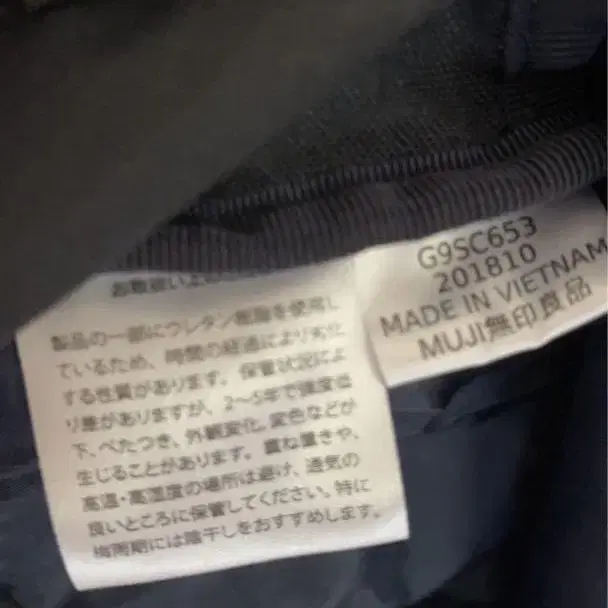 お取扱い上
製品の一部にウレタン樹脂を使用し
ているため、時間の経過により劣化
する性質があります。保管状況によ
り差がありますが、2〜5年で強度低
下、べたつき、外観変化、変色などが
生じることがあります。重ね置きや、
高温・高湿度の場所は避け、通気の
良いところに保管してください。特に
梅雨期には陰干しをおすすめします。
G9SC653
201810
MADE IN VIETNAM
MUJI無印良品